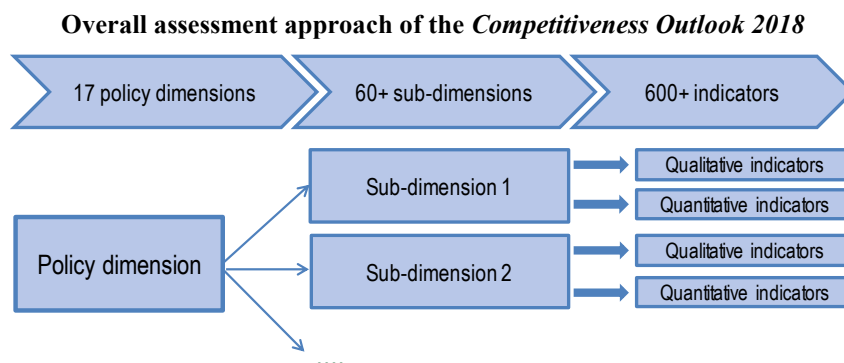 Overall assessment approach of the Competitiveness Outlook 2018
17 policy dimensions
60+ sub-dimensions
600+ indicators
Policy dimension
Sub-dimension 1
Qualitative indicators
Quantitative indicators
Sub-dimension 2
Qualitative indicators
Quantitative indicators